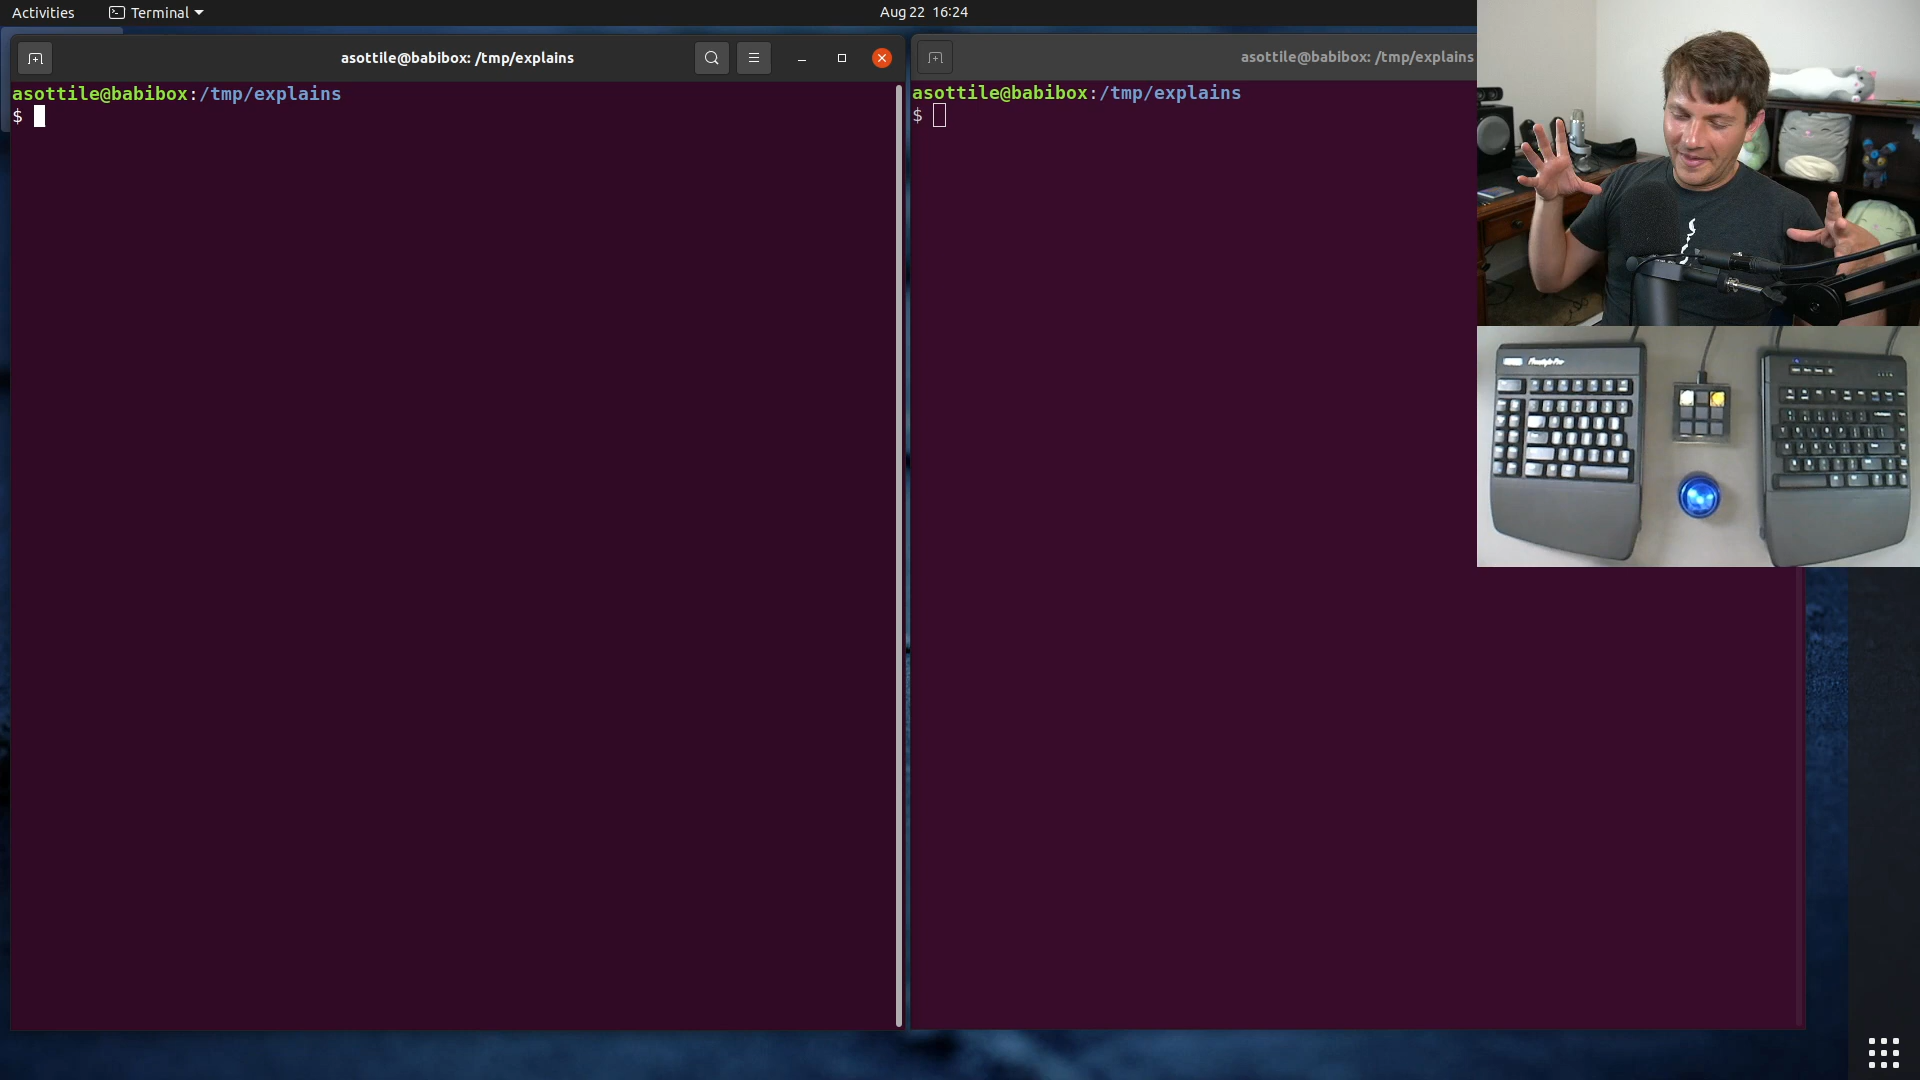 Activities
Terminal
Aug 22 16:24
asottile@babibox: /tmp/explains
asottile@babibox:/tmp/explains
$
asottile@babibox: /tmp/explains
asottile@babibox:/tmp/explains
$